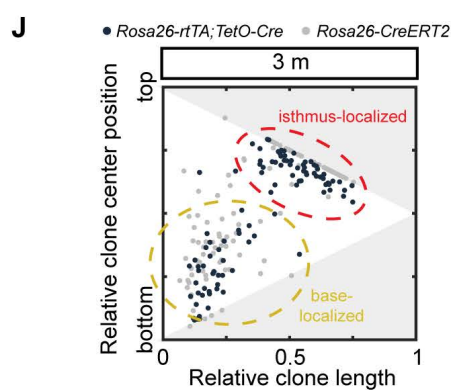 J
Rosa26-rtTA;TetO-Cre
Rosa26-CreERT2
3 m
top
Relative clone center position
bottom
isthmus-localized
base-
localized
0
0.5
1
Relative clone length